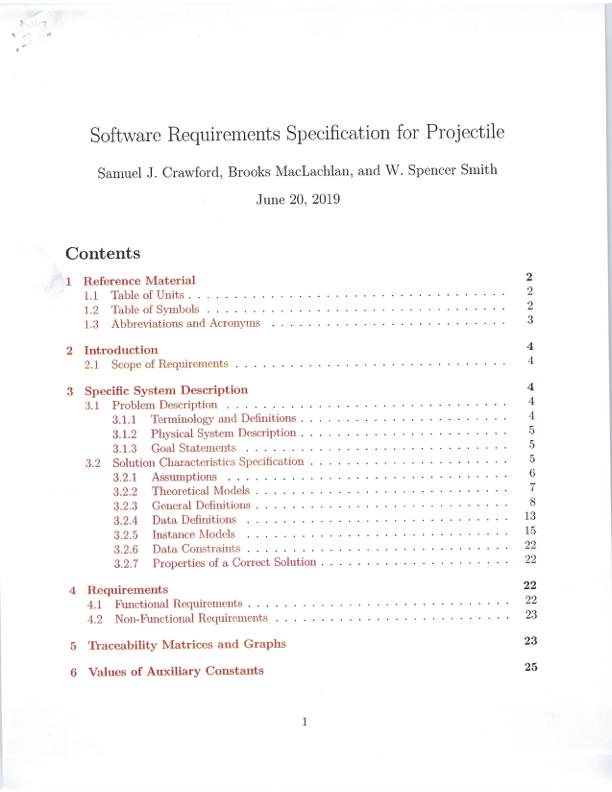 Software Requirements Specification for Projectile
Samuel J. Crawford, Brooks MacLachlan, and W. Spencer Smith
June 20, 2019
Contents
1 Reference Material 2
1.1 Table of Units . . . . . . . . . . . . . . . . . . . . . . . . . . . . . . . . . . . 2
1.2 Table of Symbols . . . . . . . . . . . . . . . . . . . . . . . . . . . . . . . . . 2
1.3 Abbreviations and Acronyms . . . . . . . . . . . . . . . . . . . . . . . . . . 3
2 Introduction 4
2.1 Scope of Requirements . . . . . . . . . . . . . . . . . . . . . . . . . . . . . . 4
3 Specific System Description 4
3.1 Problem Description . . . . . . . . . . . . . . . . . . . . . . . . . . . . . . . 4
3.1.1 Terminology and Definitions . . . . . . . . . . . . . . . . . . . . . . . 4
3.1.2 Physical System Description . . . . . . . . . . . . . . . . . . . . . . . 5
3.1.3 Goal Statements . . . . . . . . . . . . . . . . . . . . . . . . . . . . . 5
3.2 Solution Characteristics Specification . . . . . . . . . . . . . . . . . . . . . . 5
3.2.1 Assumptions . . . . . . . . . . . . . . . . . . . . . . . . . . . . . . . 6
3.2.2 Theoretical Models . . . . . . . . . . . . . . . . . . . . . . . . . . . . 7
3.2.3 General Definitions . . . . . . . . . . . . . . . . . . . . . . . . . . . . 8
3.2.4 Data Definitions . . . . . . . . . . . . . . . . . . . . . . . . . . . . . 13
3.2.5 Instance Models . . . . . . . . . . . . . . . . . . . . . . . . . . . . . 15
3.2.6 Data Constraints . . . . . . . . . . . . . . . . . . . . . . . . . . . . . 22
3.2.7 Properties of a Correct Solution . . . . . . . . . . . . . . . . . . . . . 22
4 Requirements 22
4.1 Functional Requirements . . . . . . . . . . . . . . . . . . . . . . . . . . . . . 22
4.2 Non-Functional Requirements . . . . . . . . . . . . . . . . . . . . . . . . . . 23
5 Traceability Matrices and Graphs 23
6 Values of Auxiliary Constants 25
1